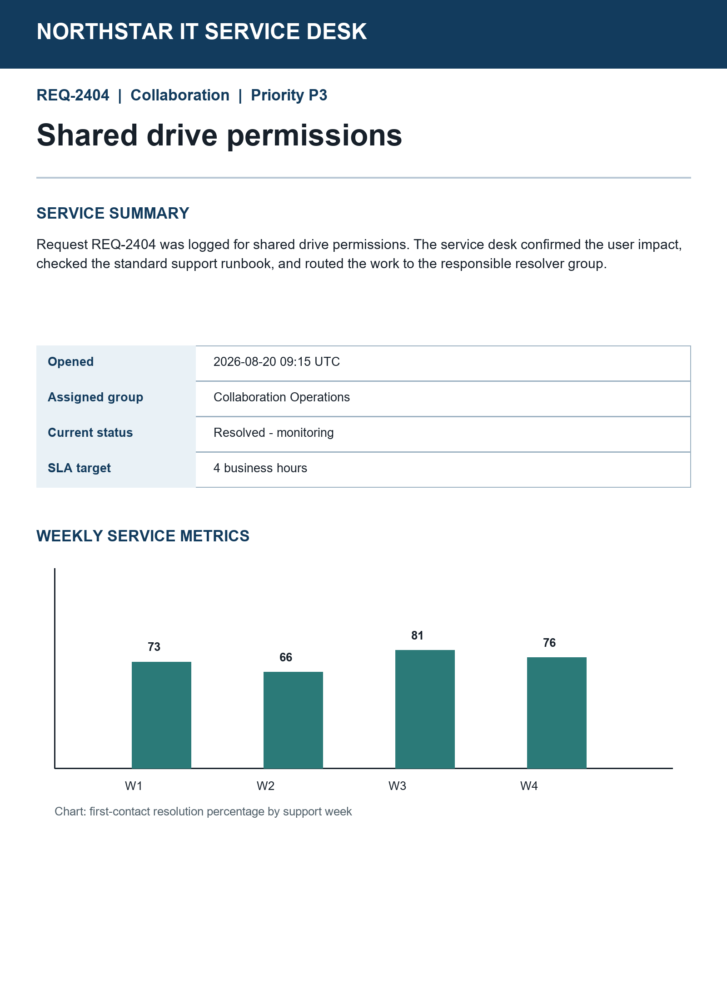 NORTHSTAR IT SERVICE DESK
REQ-2404 | Collaboration | Priority P3
Shared drive permissions
SERVICE SUMMARY
Request REQ-2404 was logged for shared drive permissions. The service desk confirmed the user impact,
checked the standard support runbook, and routed the work to the responsible resolver group.
Opened 2026-08-20 09:15 UTC
Assigned group Collaboration Operations
Current status Resolved - monitoring
SLA target 4 business hours
WEEKLY SERVICE METRICS
73 66 81 76
W1 W2 W3 W4
Chart: first-contact resolution percentage by support week